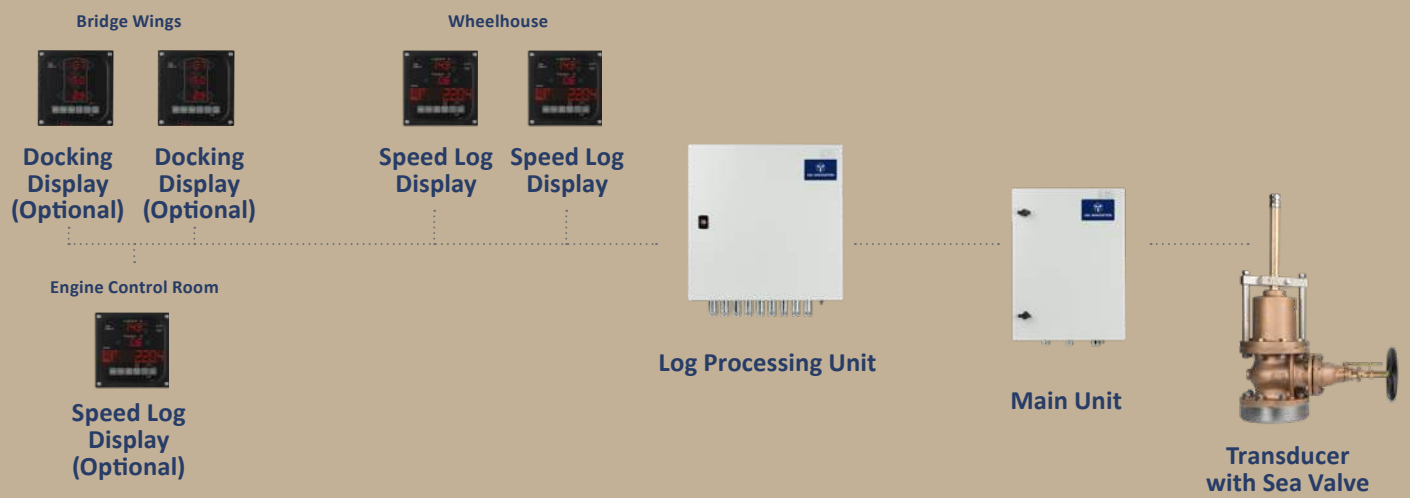 Bridge Wings
Wheelhouse
Docking
Display
(Optional)
Docking
Display
(Optional)
Speed Log
Display
Speed Log
Display
Engine Control Room
Speed Log
Display
(Optional)
Log Processing Unit
Main Unit
Transducer
with Sea Valve